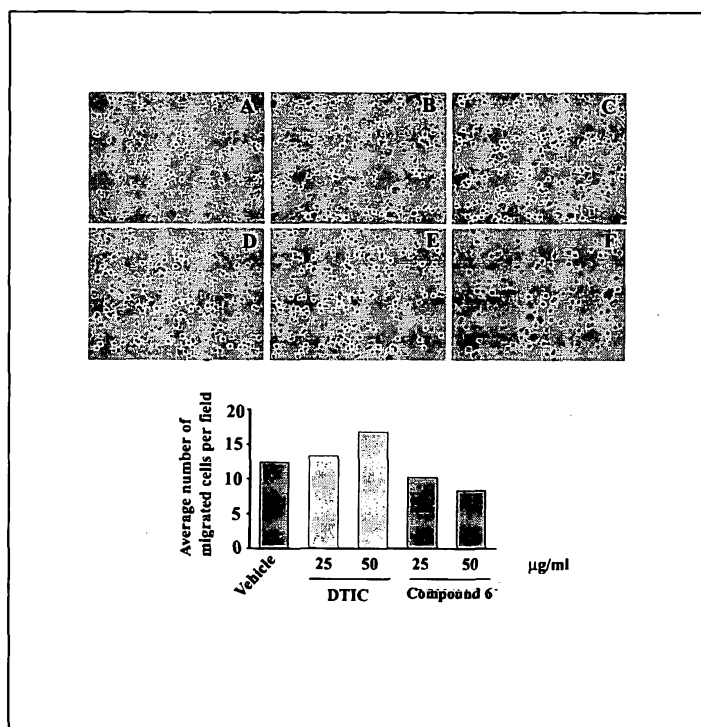 A B C
D E F
Average number of
migrated cells per field
20
15
10
5
0
Vehicle 25 50 25 50 µg/ml
DTIC Compound 6